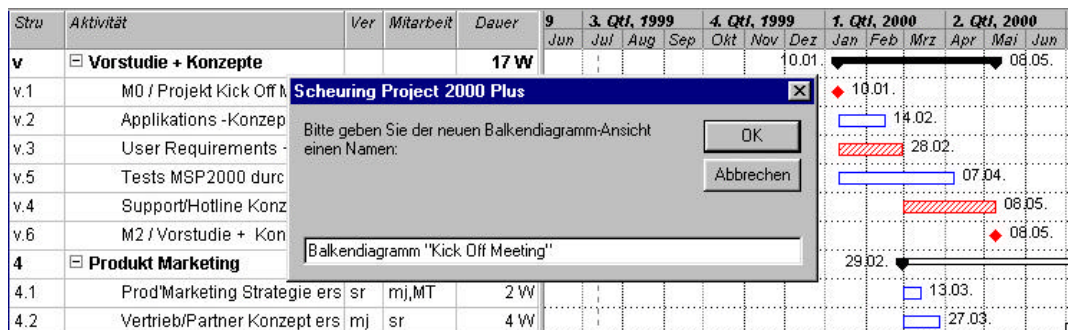 Stru Aktivität Ver Mitarbeit Dauer 9 3. Qtl, 1999 4. Qtl, 1999 1. Qtl, 2000 2. Qtl, 2000
Jun Jul Aug Sep Okt Nov Dez Jan Feb Mrz Apr Mai Jun
v Vorstudie + Konzepte 17 W 10.01. 08.05.
v.1 M0 / Projekt Kick Off 10.01.
v.2 Applikations -Konzep 14.02.
v.3 User Requirements - 28.02.
v.5 Tests MSP2000 durc 07.04.
v.4 Support/Hotline Konz 08.05.
v.6 M2 / Vorstudie + Kon 08.05.
4 Produkt Marketing 29.02.
4.1 Prod'Marketing Strategie ers sr mj,MT 2 W 13.03.
4.2 Vertrieb/Partner Konzept ers mj sr 4 W 27.03.
Scheuring Project 2000 Plus
Bitte geben Sie der neuen Balkendiagramm-Ansicht
einen Namen:
OK
Abbrechen
Balkendiagramm "Kick Off Meeting"